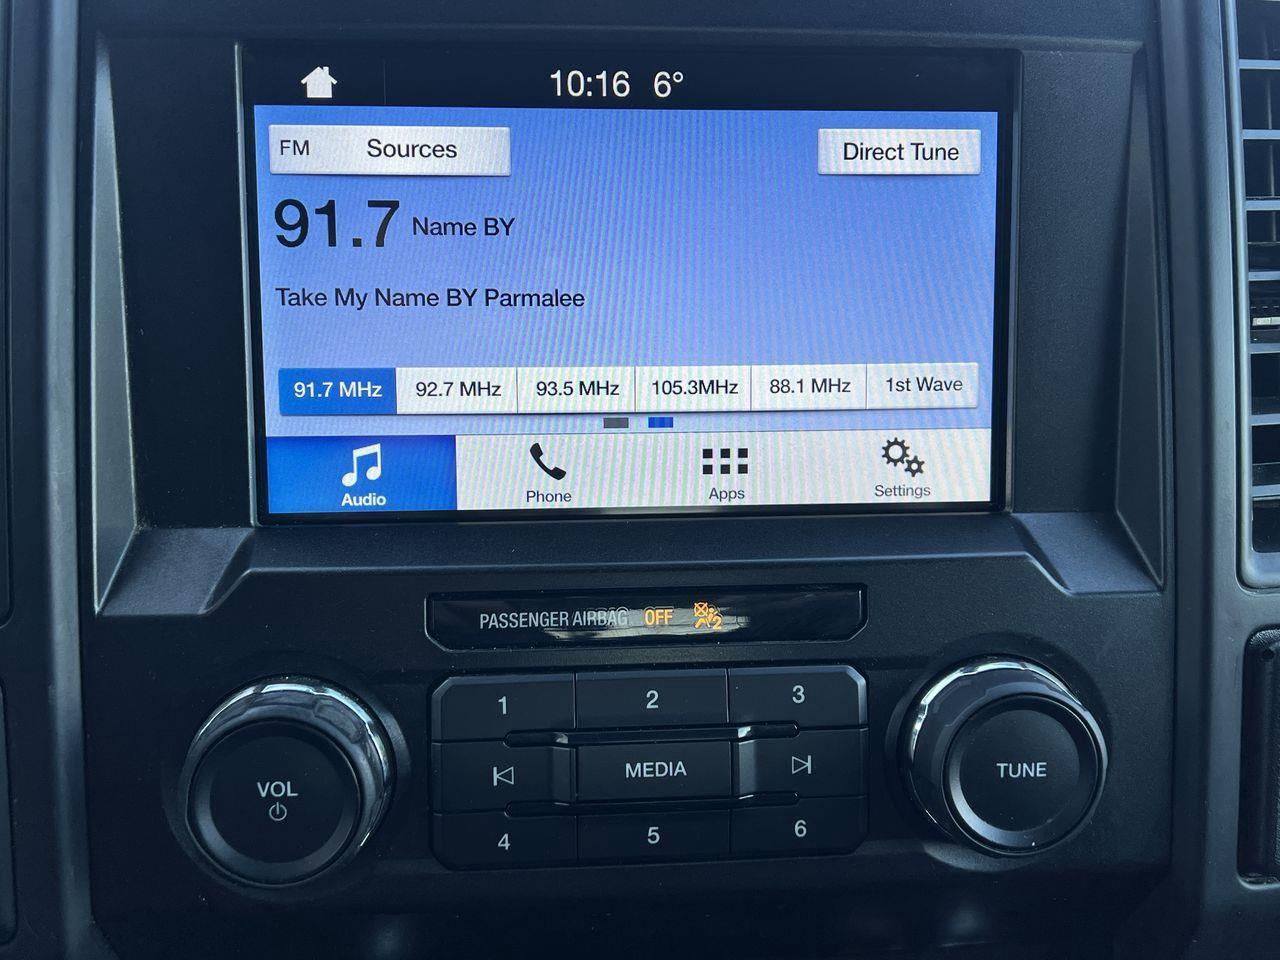 10:16 6°
FM Sources
Direct Tune
91.7 Name BY
Take My Name BY Parmalee
91.7 MHz 92.7 MHz 93.5 MHz 105.3MHz 88.1 MHz 1st Wave
Audio Phone Apps Settings
PASSENGER AIRBAG OFF 2
1 2 3
VOL MEDIA TUNE
4 5 6